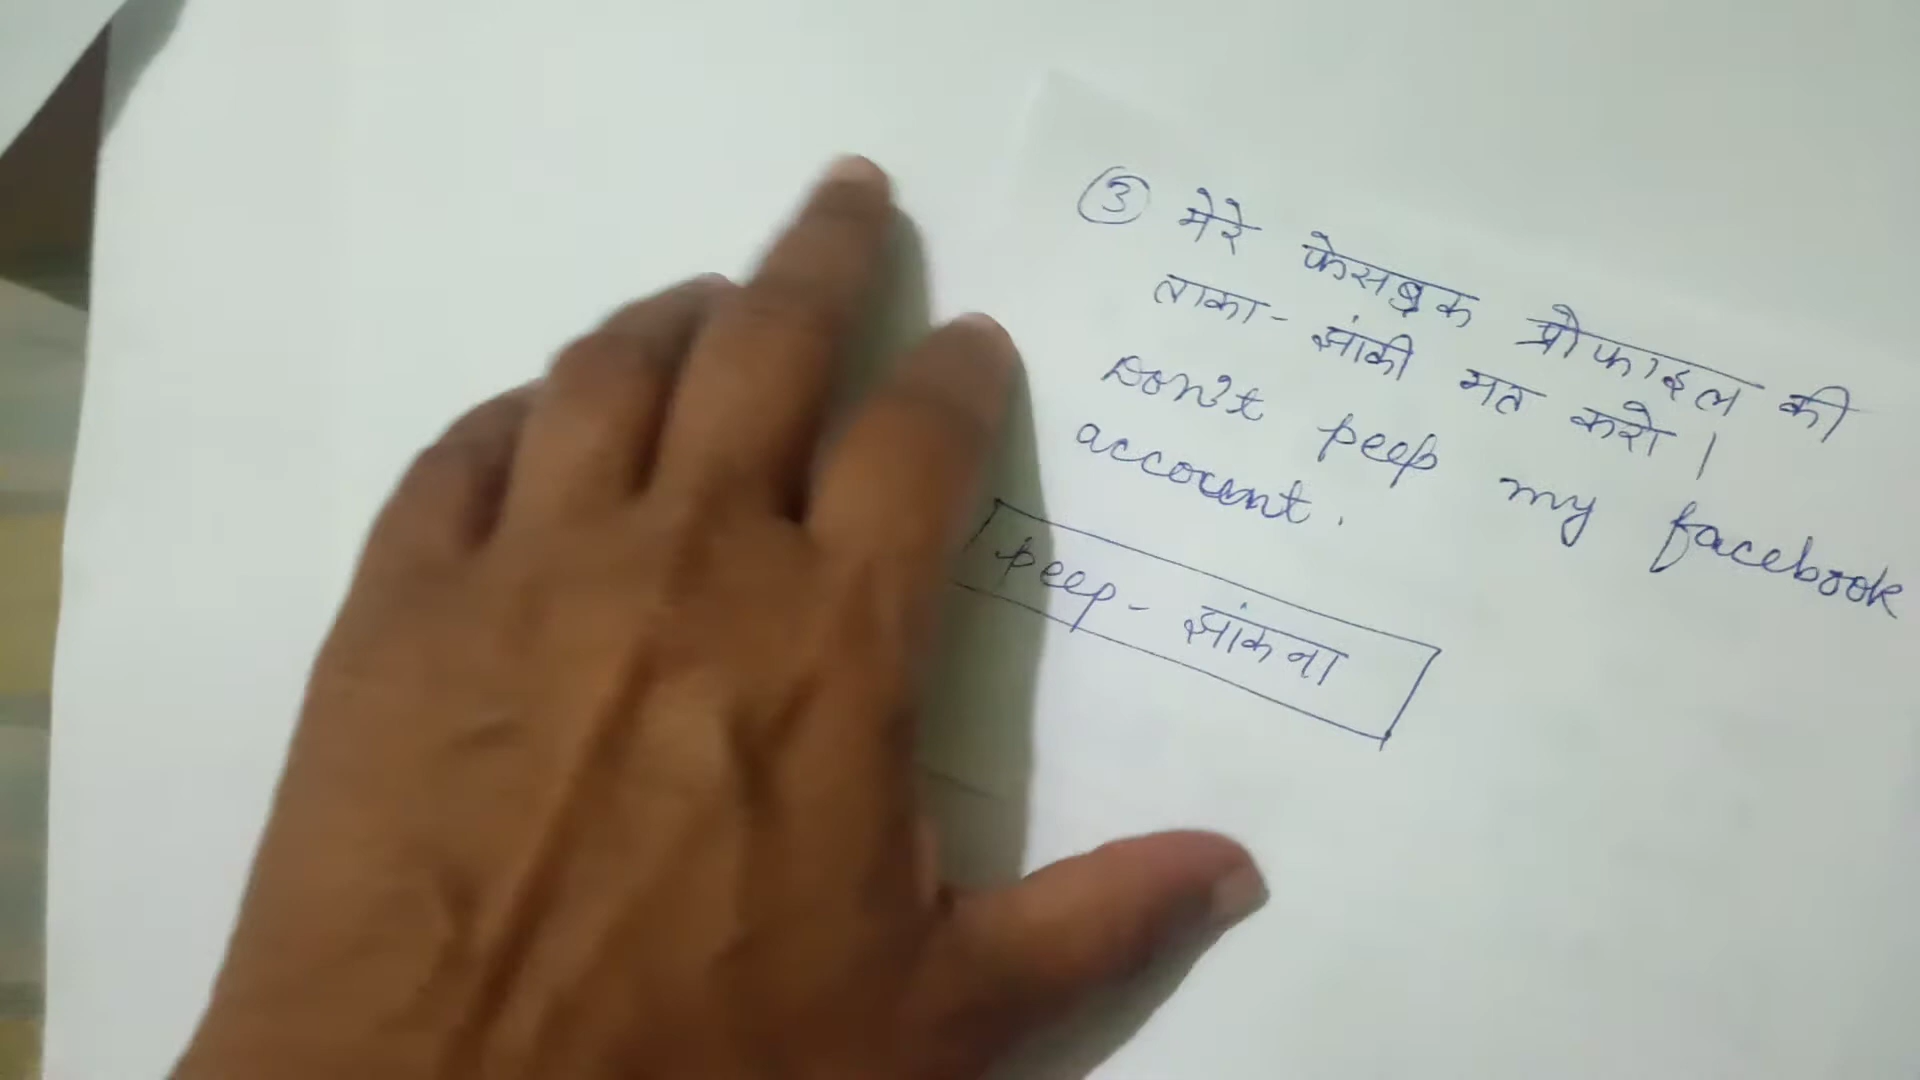 ③ मेरे फेसबुक प्रोफाइल की
ताका-झांकी मत करो।
Don't peep my facebook
account.
peep - झांकना